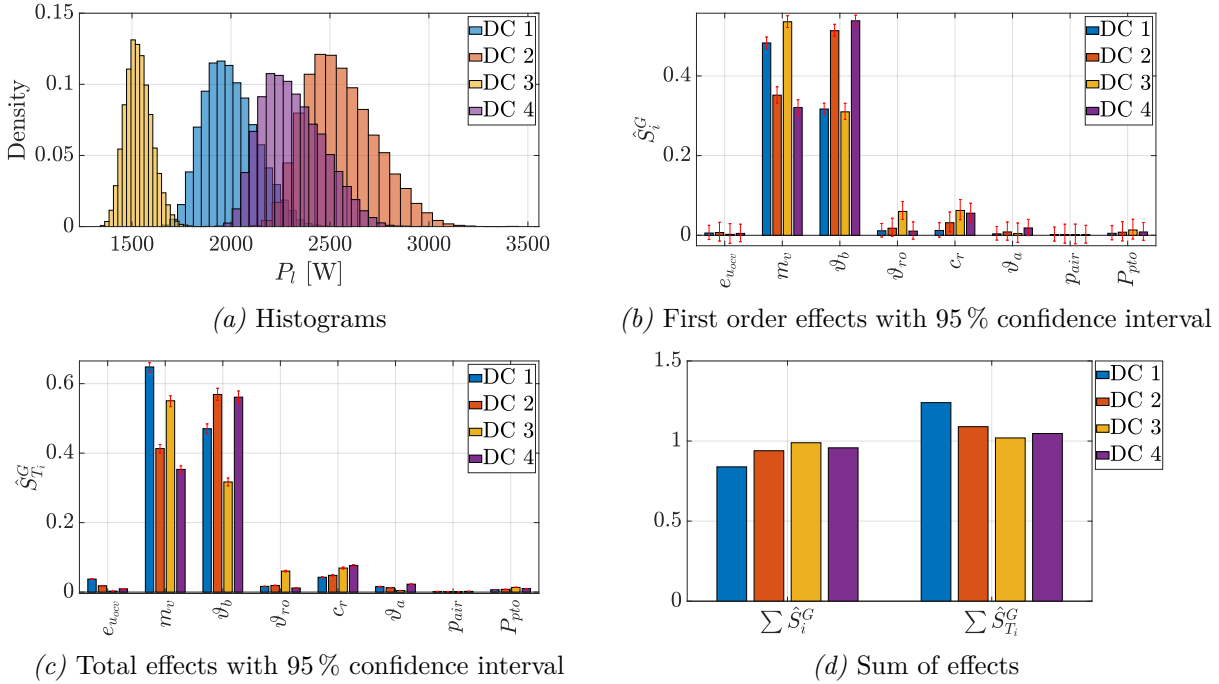 0.15
0.1
0.05
0
Density
1500
2000
2500
3000
3500
P_l [W]
DC 1
DC 2
DC 3
DC 4
(a) Histograms
0.4
0.2
0
Ŝ_i^G
e_{u_{ocv}}
m_v
ϑ_b
ϑ_{ro}
c_r
ϑ_a
p_{air}
P_{pto}
DC 1
DC 2
DC 3
DC 4
(b) First order effects with 95 % confidence interval
0.6
0.4
0.2
0
Ŝ_{T_i}^G
e_{u_{ocv}}
m_v
ϑ_b
ϑ_{ro}
c_r
ϑ_a
p_{air}
P_{pto}
DC 1
DC 2
DC 3
DC 4
(c) Total effects with 95 % confidence interval
1.5
1
0.5
0
∑ Ŝ_i^G
∑ Ŝ_{T_i}^G
DC 1
DC 2
DC 3
DC 4
(d) Sum of effects